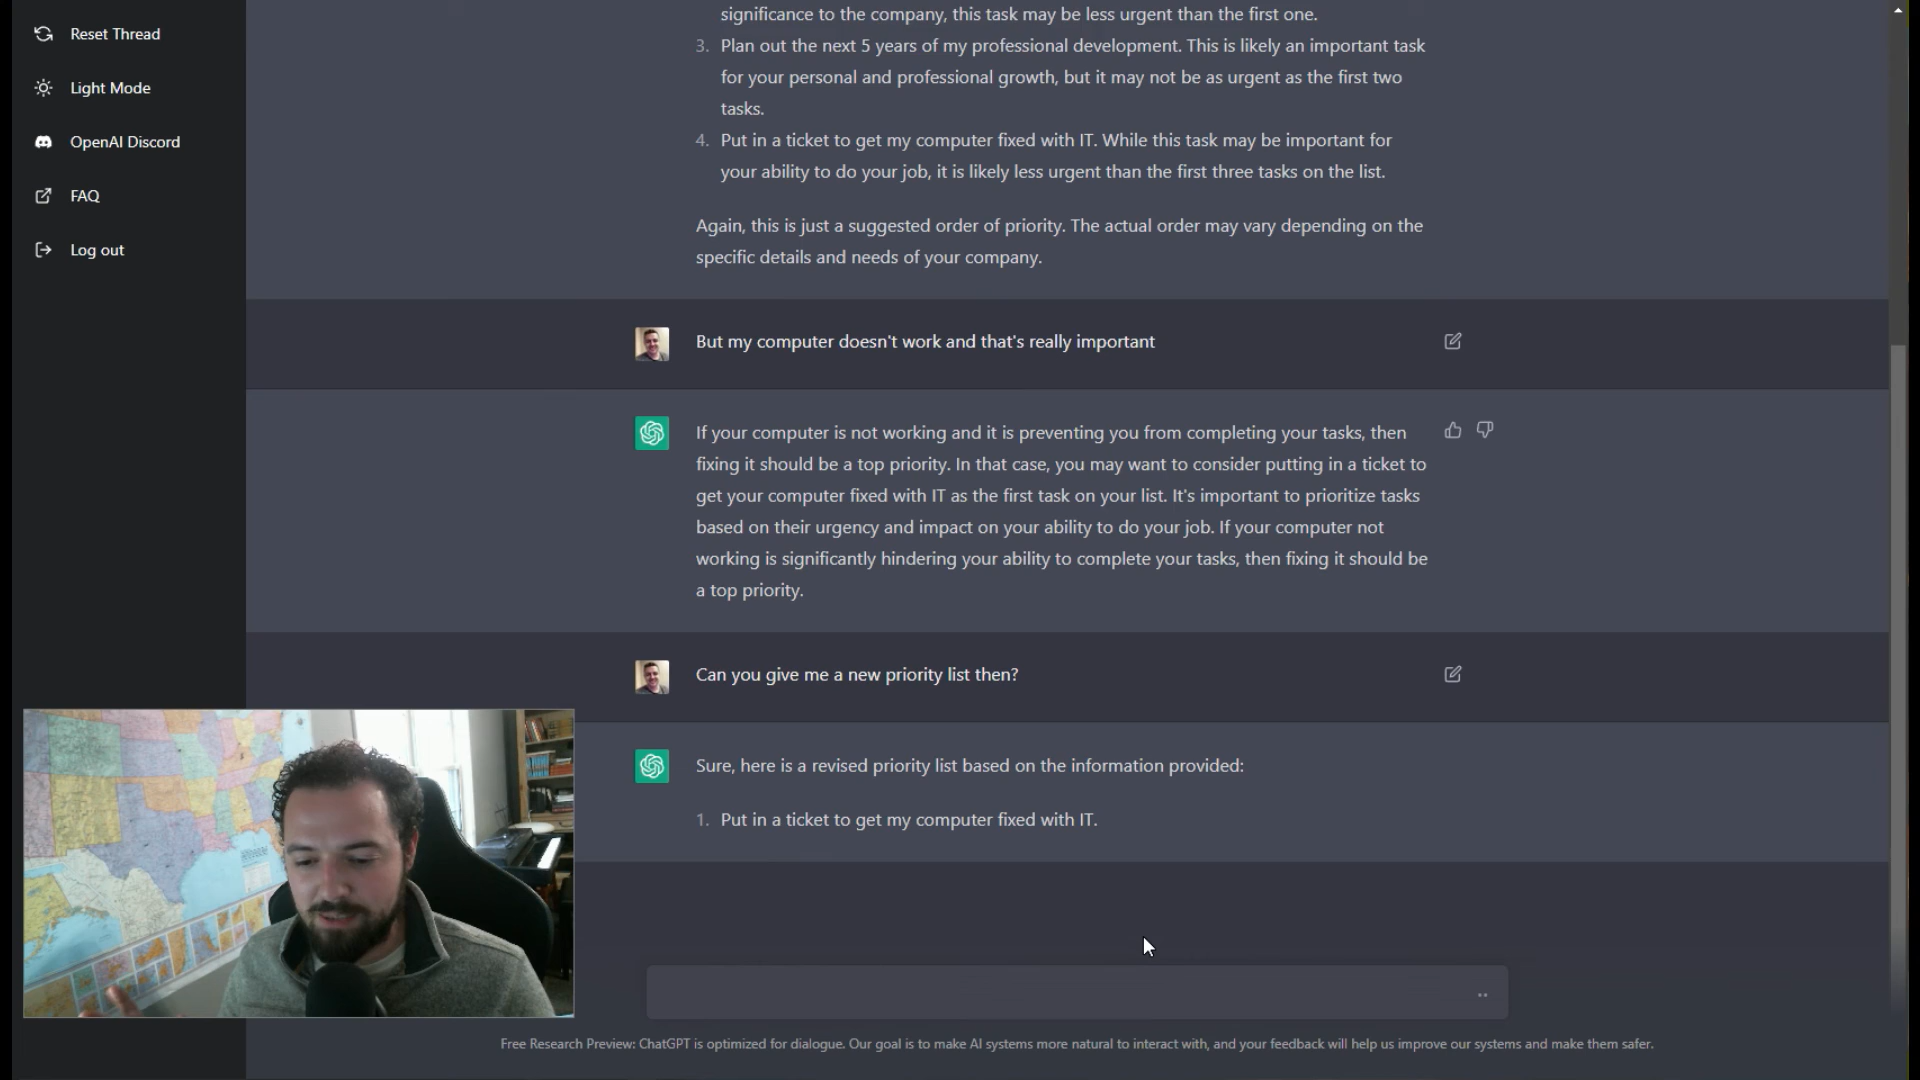 Reset Thread
Light Mode
OpenAI Discord
FAQ
Log out
significance to the company, this task may be less urgent than the first one.
3. Plan out the next 5 years of my professional development. This is likely an important task
for your personal and professional growth, but it may not be as urgent as the first two
tasks.
4. Put in a ticket to get my computer fixed with IT. While this task may be important for
your ability to do your job, it is likely less urgent than the first three tasks on the list.
Again, this is just a suggested order of priority. The actual order may vary depending on the
specific details and needs of your company.
But my computer doesn't work and that's really important
If your computer is not working and it is preventing you from completing your tasks, then
fixing it should be a top priority. In that case, you may want to consider putting in a ticket to
get your computer fixed with IT as the first task on your list. It's important to prioritize tasks
based on their urgency and impact on your ability to do your job. If your computer not
working is significantly hindering your ability to complete your tasks, then fixing it should be
a top priority.
Can you give me a new priority list then?
Sure, here is a revised priority list based on the information provided:
1. Put in a ticket to get my computer fixed with IT.
Free Research Preview: ChatGPT is optimized for dialogue. Our goal is to make AI systems more natural to interact with, and your feedback will help us improve our systems and make them safer.